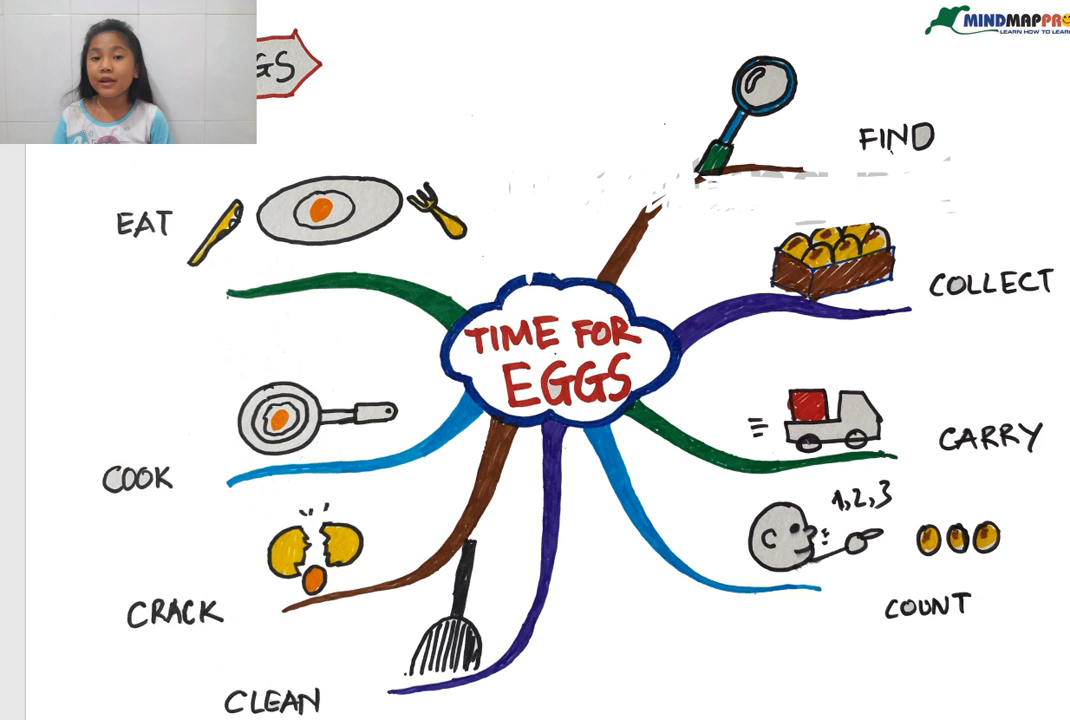 MINDMAPPRO
LEARN HOW TO LEARN
GS
FIND
EAT
COLLECT
TIME FOR
EGGS
CARRY
COOK
1,2,3
COUNT
CRACK
CLEAN